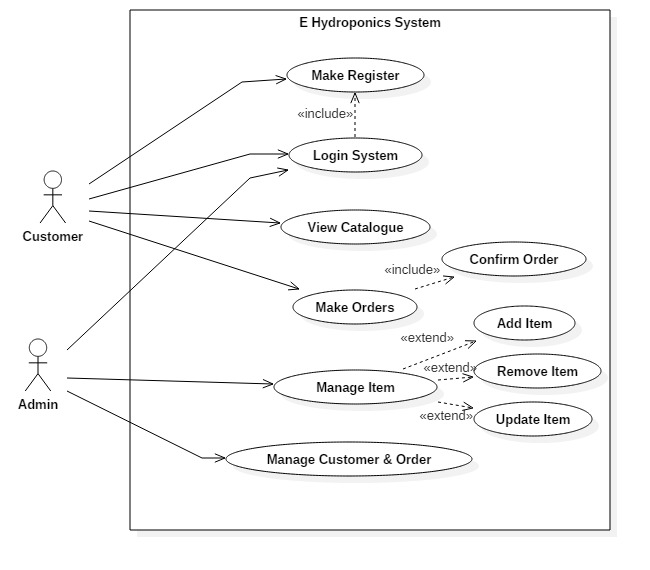 E Hydroponics System
Make Register
«include»
Login System
Customer
View Catalogue
Confirm Order
«include»
Make Orders
Add Item
«extend»
Remove Item
«extend»
Manage Item
Admin
Update Item
«extend»
Manage Customer & Order